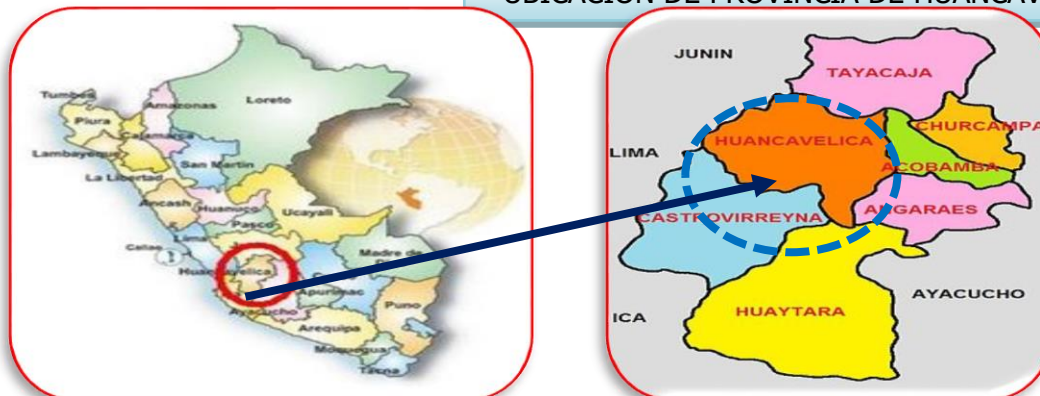 UBICACIÓN DE PROVINCIA DE HUANCAV
Tumbes
Piura
Lambayeque
Amazonas
Cajamarca
La Libertad
San Martin
Loreto
Ancash
Huanuco
Ucayali
Pasco
Lima
Callao
Huancavelica
Madre de
Apurimac
Ayacucho
Puno
Arequipa
Moquegua
Tacna
JUNIN
TAYACAJA
CHURCAMPA
HUANCAVELICA
LIMA
ACOBAMBA
CASTROVIRREYNA
ANGARAES
AYACUCHO
HUAYTARA
ICA